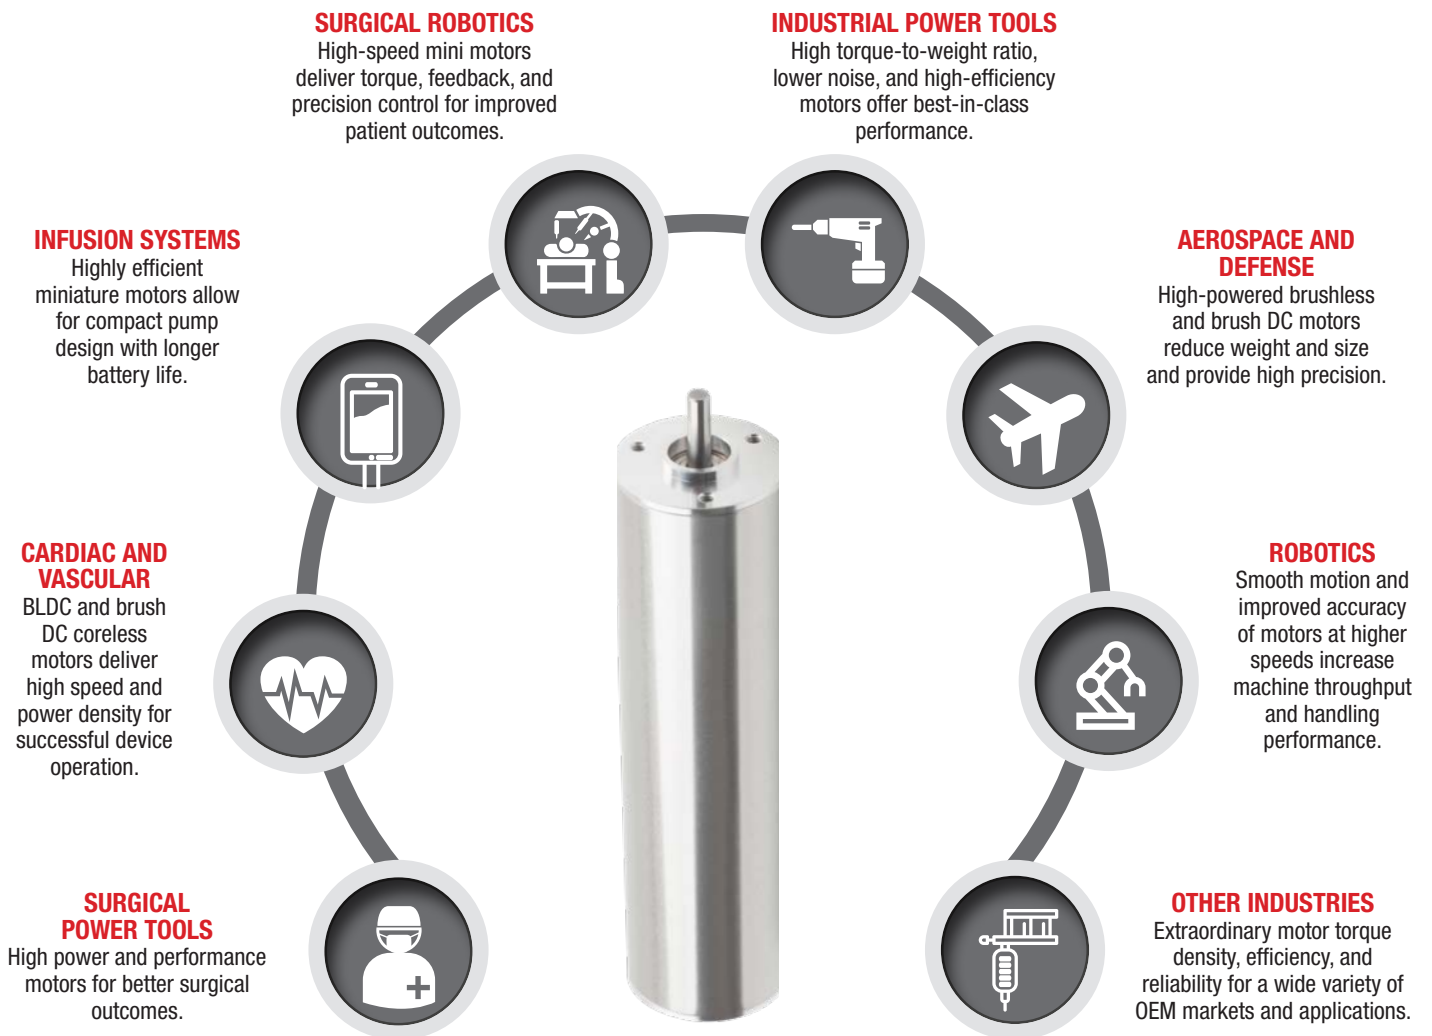 SURGICAL ROBOTICS
High-speed mini motors
deliver torque, feedback, and
precision control for improved
patient outcomes.
INDUSTRIAL POWER TOOLS
High torque-to-weight ratio,
lower noise, and high-efficiency
motors offer best-in-class
performance.
INFUSION SYSTEMS
Highly efficient
miniature motors allow
for compact pump
design with longer
battery life.
AEROSPACE AND
DEFENSE
High-powered brushless
and brush DC motors
reduce weight and size
and provide high precision.
CARDIAC AND
VASCULAR
BLDC and brush
DC coreless
motors deliver
high speed and
power density for
successful device
operation.
ROBOTICS
Smooth motion and
improved accuracy
of motors at higher
speeds increase
machine throughput
and handling
performance.
SURGICAL
POWER TOOLS
High power and performance
motors for better surgical
outcomes.
OTHER INDUSTRIES
Extraordinary motor torque
density, efficiency, and
reliability for a wide variety of
OEM markets and applications.